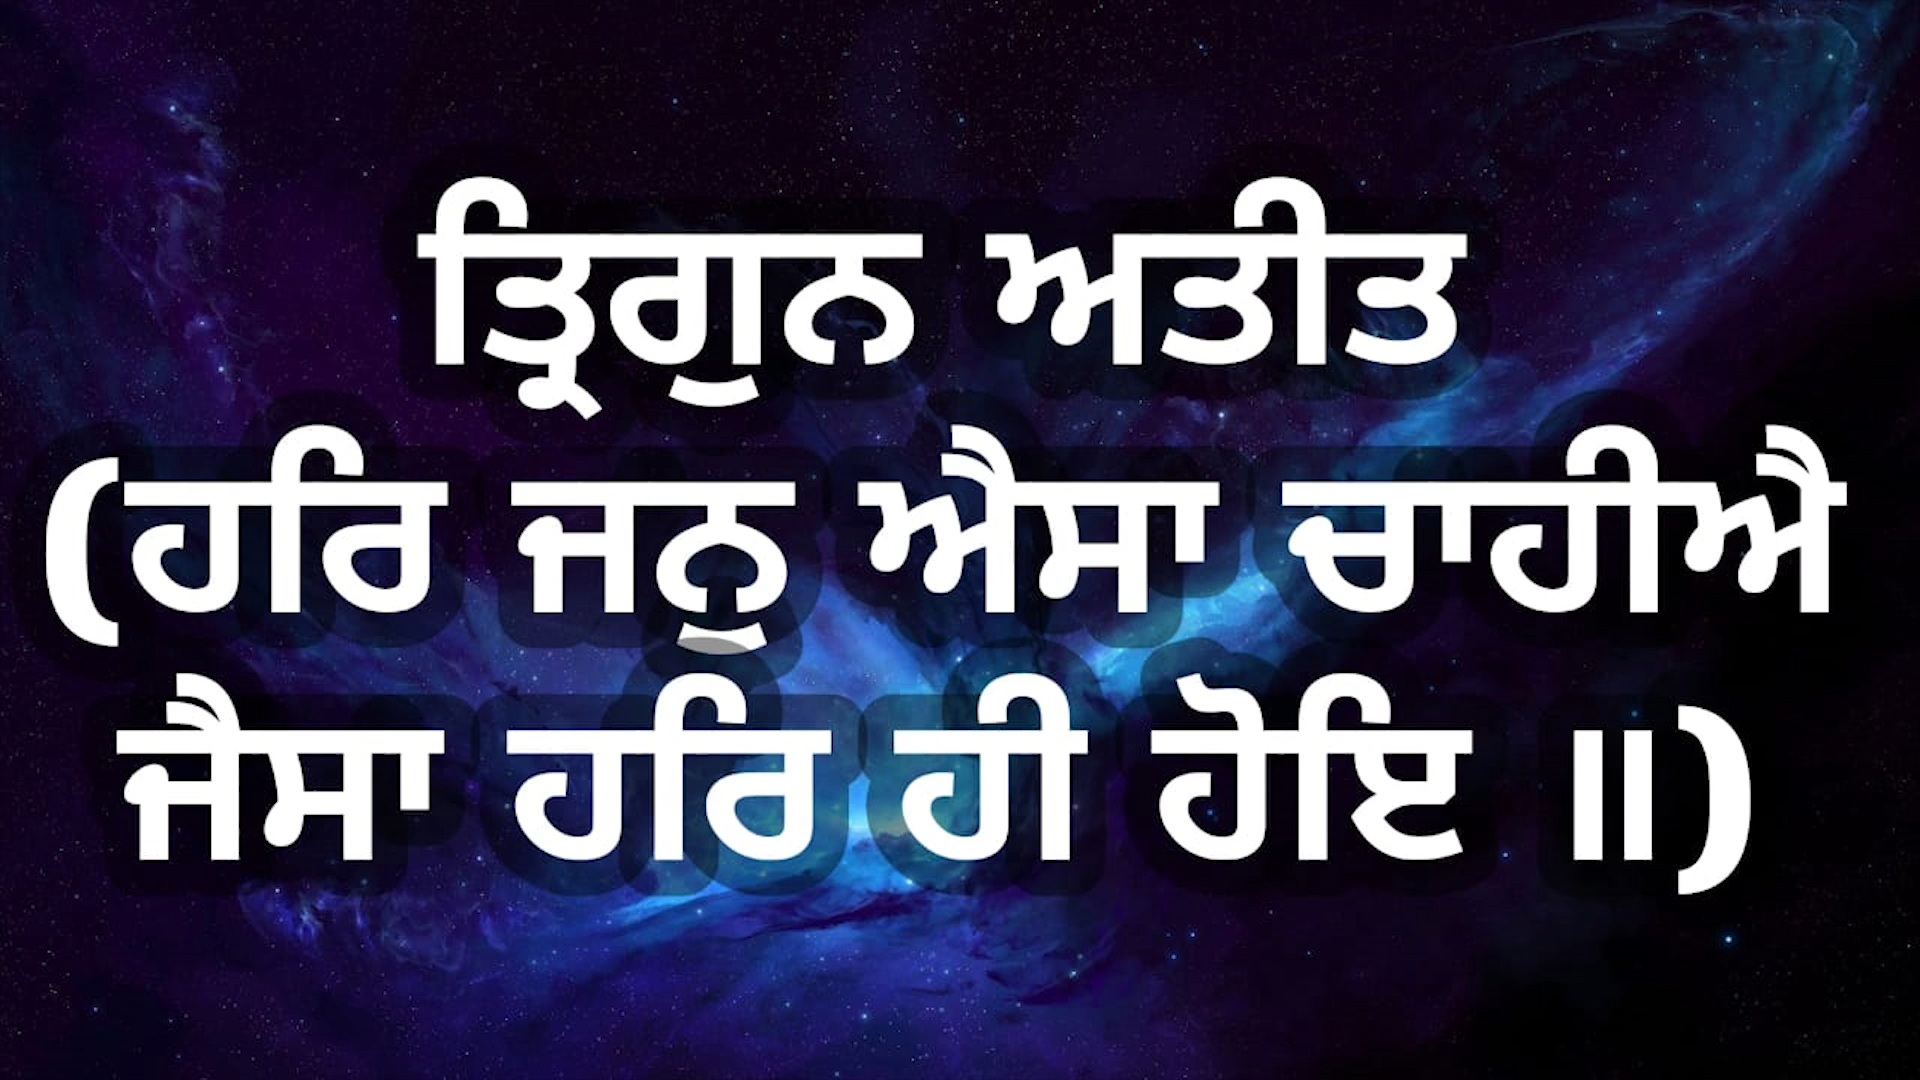 ਤ੍ਰਿਗੁਨ ਅਤੀਤ
(ਹਰਿ ਜਨੁ ਐਸਾ ਚਾਹੀਐ
ਜੈਸਾ ਹਰਿ ਹੀ ਹੋਇ ॥)